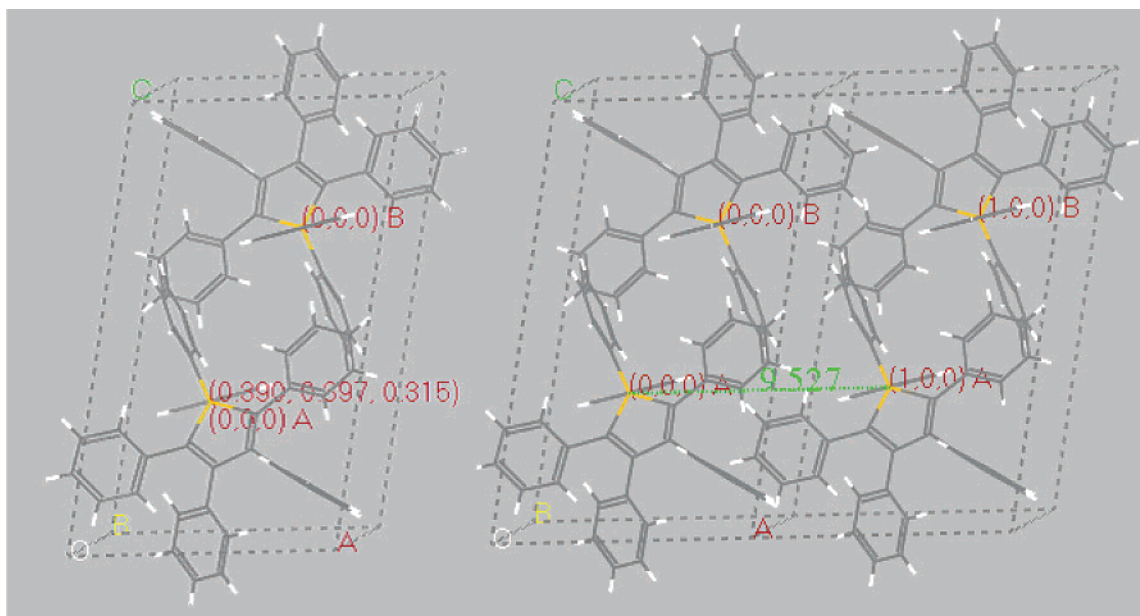 C
(0,0,0) B
(0.390, 0.397, 0.315)
(0,0,0) A
B
O
A
C
(0,0,0) B
(1,0,0) B
(0,0,0) A
9.527
(1,0,0) A
B
O
A